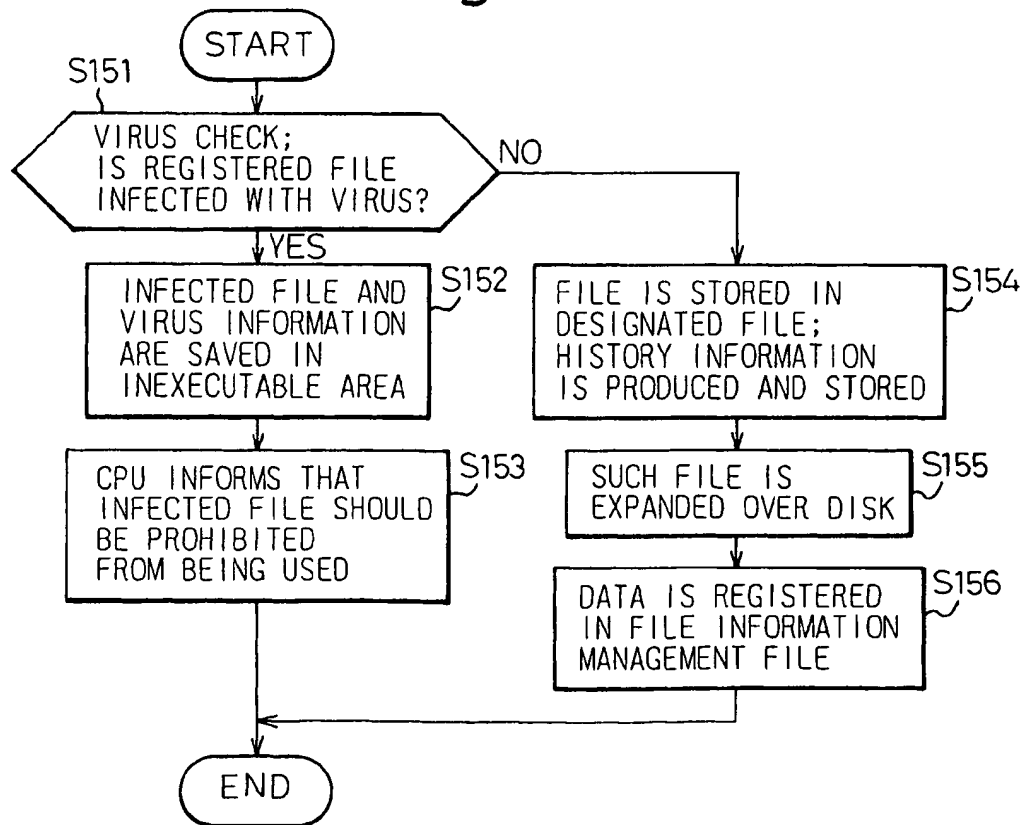 START
S151
VIRUS CHECK;
IS REGISTERED FILE
INFECTED WITH VIRUS?
NO
YES
INFECTED FILE AND
VIRUS INFORMATION
ARE SAVED IN
INEXECUTABLE AREA
S152
CPU INFORMS THAT
INFECTED FILE SHOULD
BE PROHIBITED
FROM BEING USED
S153
FILE IS STORED IN
DESIGNATED FILE;
HISTORY INFORMATION
IS PRODUCED AND STORED
S154
SUCH FILE IS
EXPANDED OVER DISK
S155
DATA IS REGISTERED
IN FILE INFORMATION
MANAGEMENT FILE
S156
END